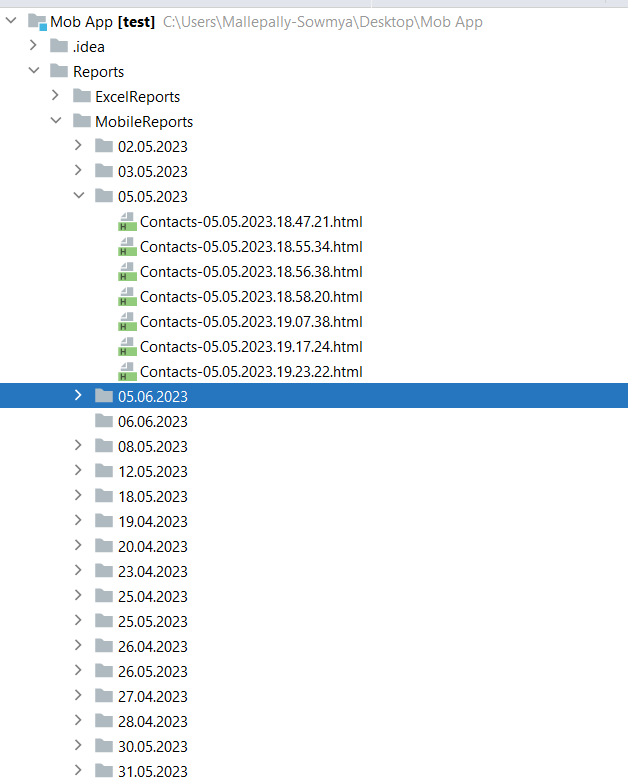 Mob App [test] C:\Users\Mallepally-Sowmya\Desktop\Mob App
.idea
Reports
ExcelReports
MobileReports
02.05.2023
03.05.2023
05.05.2023
Contacts-05.05.2023.18.47.21.html
Contacts-05.05.2023.18.55.34.html
Contacts-05.05.2023.18.56.38.html
Contacts-05.05.2023.18.58.20.html
Contacts-05.05.2023.19.07.38.html
Contacts-05.05.2023.19.17.24.html
Contacts-05.05.2023.19.23.22.html
05.06.2023
06.06.2023
08.05.2023
12.05.2023
18.05.2023
19.04.2023
20.04.2023
23.04.2023
25.04.2023
25.05.2023
26.04.2023
26.05.2023
27.04.2023
28.04.2023
30.05.2023
31.05.2023